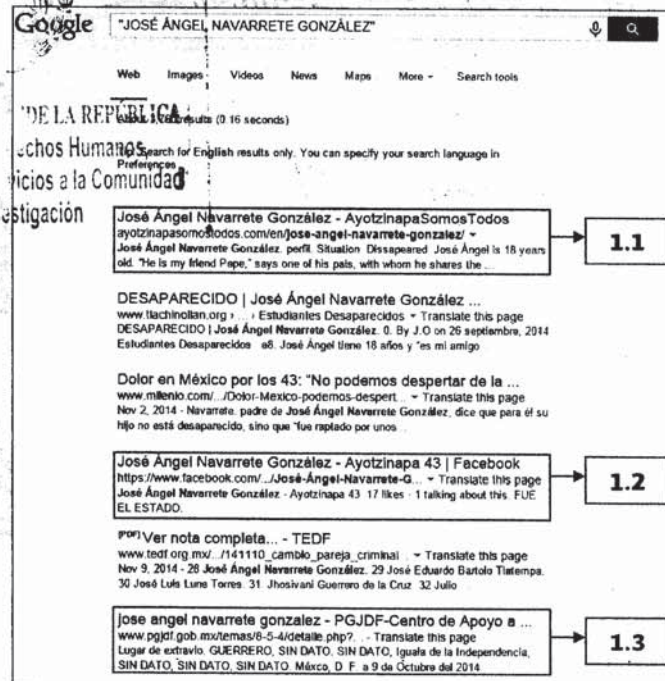 Google "JOSÉ ÁNGEL NAVARRETE GONZÁLEZ"
Web Images Videos News Maps More Search tools
DE LA REPÚBLICA
results (0.16 seconds)
echos Humanos
Search for English results only. You can specify your search language in
Preferences
vicios a la Comunidad
estigación
José Ángel Navarrete González - AyotzinapaSomosTodos
ayotzinapasomostodos.com/en/jose-angel-navarrete-gonzalez/
José Ángel Navarrete González. perfil. Situation Dissapeared José Ángel is 18 years
old. "He is my friend Pepe," says one of his pals, with whom he shares the ...
1.1
DESAPARECIDO | José Ángel Navarrete González ...
www.tlachinollan.org › ... › Estudiantes Desaparecidos Translate this page
DESAPARECIDO | José Ángel Navarrete González. 0. By J.O on 26 septiembre, 2014
Estudiantes Desaparecidos e8. José Ángel tiene 18 años y "es mi amigo
Dolor en México por los 43: "No podemos despertar de la ...
www.milenio.com/.../Dolor-Mexico-podemos-despert... Translate this page
Nov 2, 2014 - Navarrete, padre de José Ángel Navarrete González, dice que para él su
hijo no está desaparecido, sino que "fue raptado por unos
José Ángel Navarrete González - Ayotzinapa 43 | Facebook
https://www.facebook.com/.../José-Ángel-Navarrete-G... Translate this page
José Ángel Navarrete González - Ayotzinapa 43 17 likes · 1 talking about this. FUE
EL ESTADO.
1.2
[PDF] Ver nota completa... - TEDF
www.tedf.org.mx/.../141110_cambio_pareja_criminal Translate this page
Nov 9, 2014 - 28 José Ángel Navarrete González. 29 José Eduardo Bartolo Tlatempa.
30 José Luis Luna Torres. 31. Jhosivani Guerrero de la Cruz 32 Julio
jose angel navarrete gonzalez - PGJDF-Centro de Apoyo a ...
www.pgjdf.gob.mx/temas/8-5-4/detalle.php?... - Translate this page
Lugar de extravío. GUERRERO, SIN DATO, SIN DATO, Iguala de la Independencia,
SIN DATO, SIN DATO, SIN DATO México, D. F. a 9 de Octubre del 2014
1.3